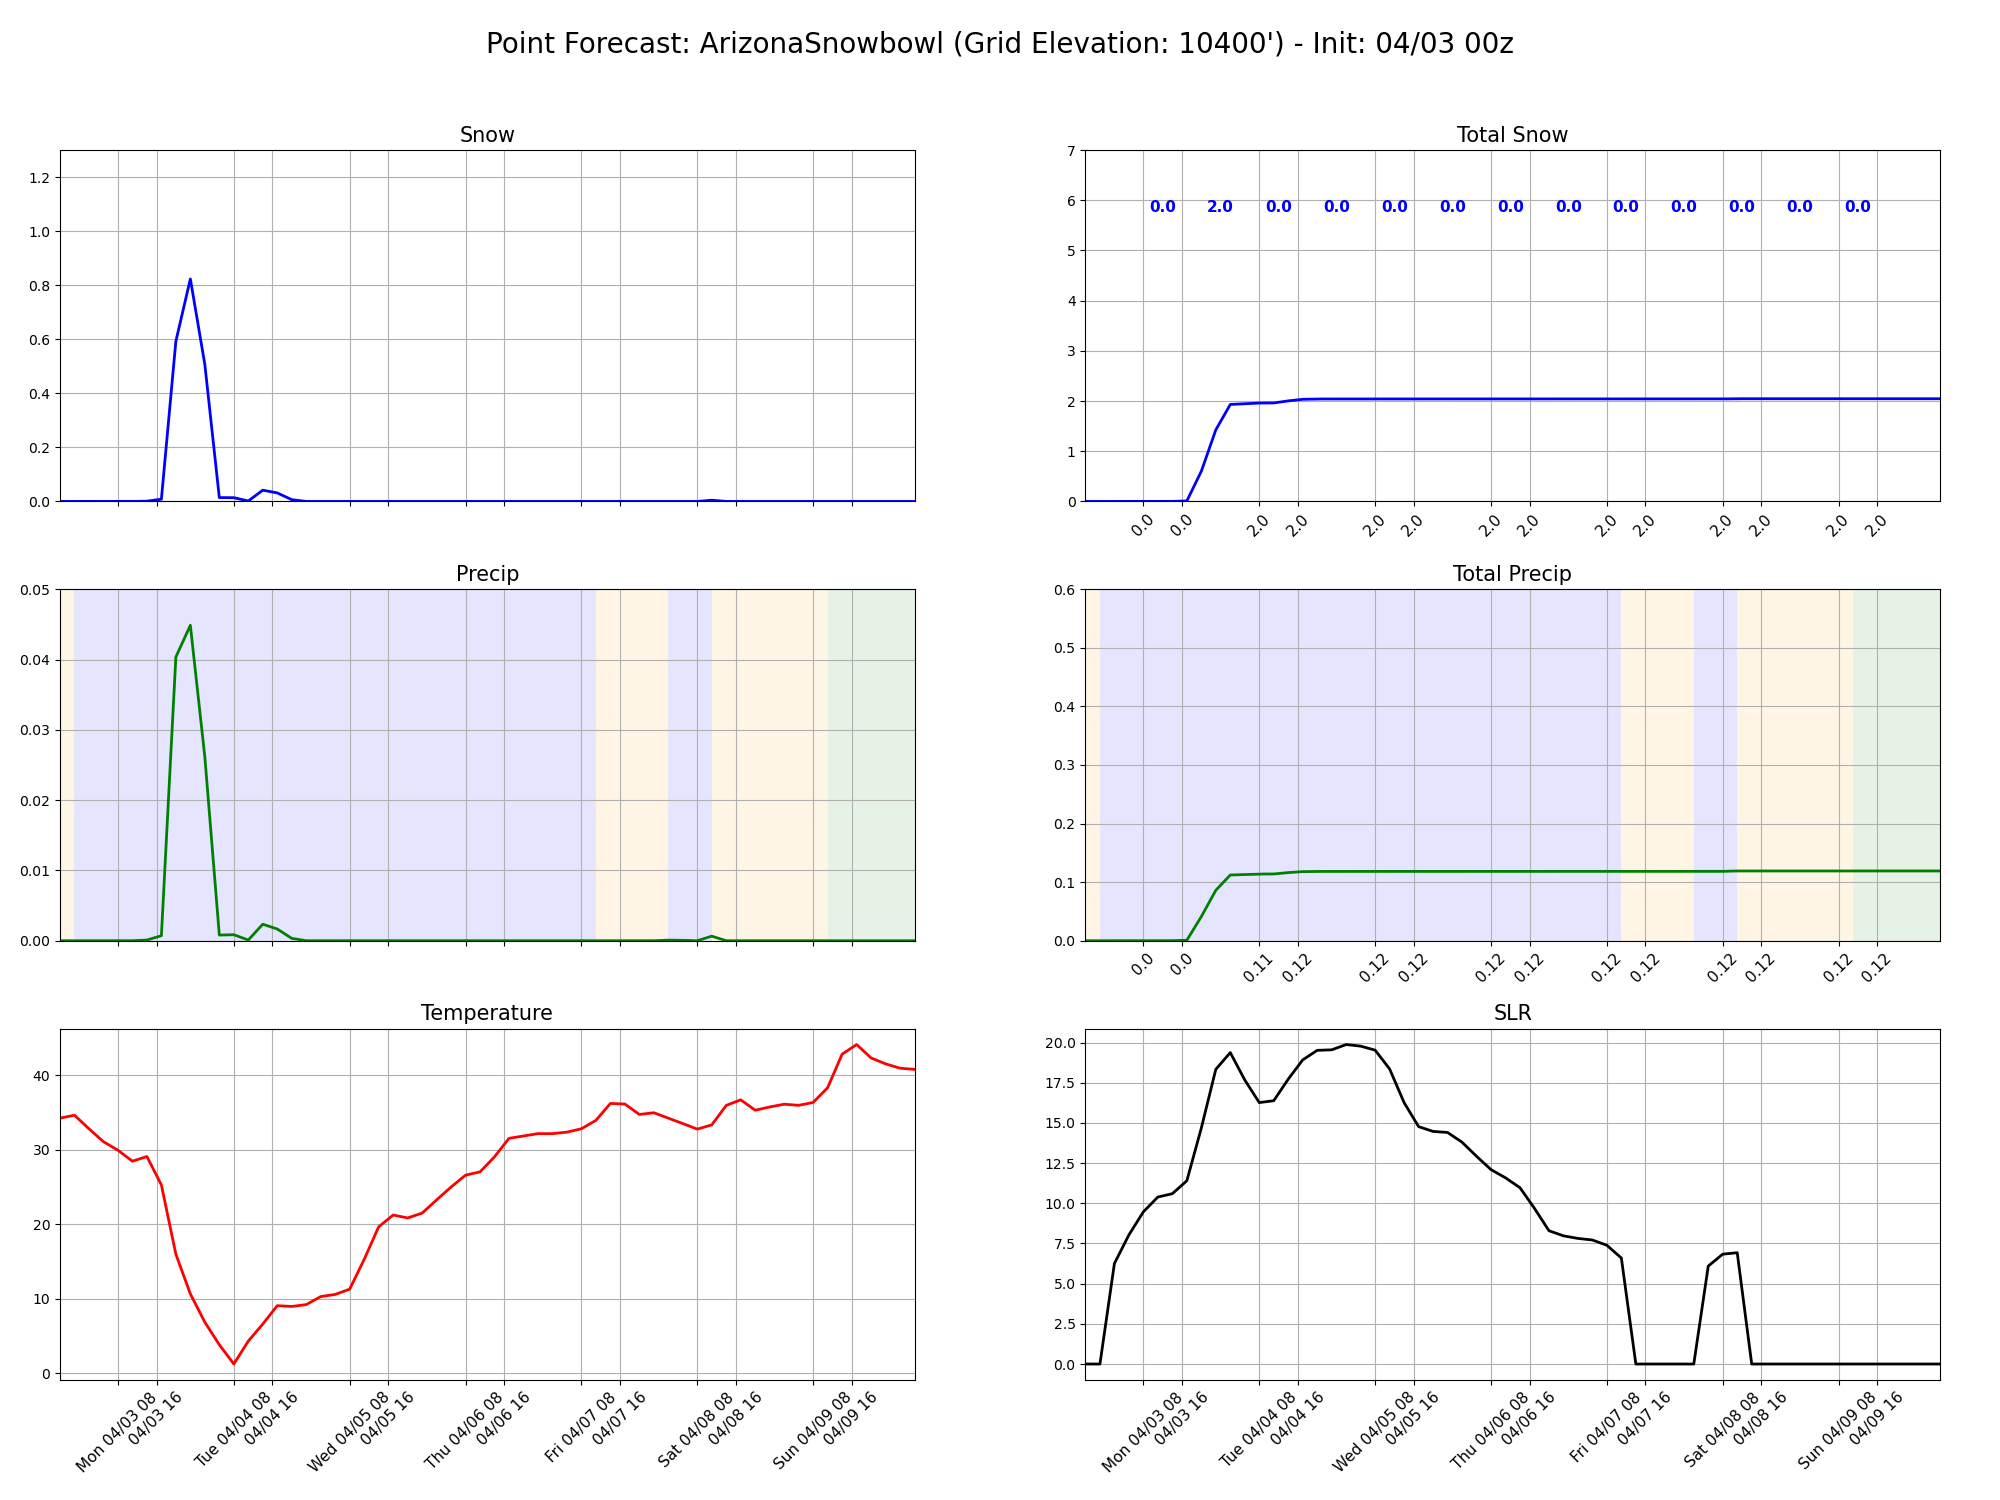 Point Forecast: ArizonaSnowbowl (Grid Elevation: 10400') - Init: 04/03 00z
Snow
1.2
1.0
0.8
0.6
0.4
0.2
0.0
Total Snow
7
6
5
4
3
2
1
0
0.0 2.0 0.0 0.0 0.0 0.0 0.0 0.0 0.0 0.0 0.0 0.0 0.0
0.0 0.0 2.0 2.0 2.0 2.0 2.0 2.0 2.0 2.0 2.0 2.0 2.0 2.0
Precip
0.05
0.04
0.03
0.02
0.01
0.00
Total Precip
0.6
0.5
0.4
0.3
0.2
0.1
0.0
0.0 0.0 0.11 0.12 0.12 0.12 0.12 0.12 0.12 0.12 0.12 0.12 0.12 0.12
Temperature
40
30
20
10
0
Mon 04/03 08
04/03 16
Tue 04/04 08
04/04 16
Wed 04/05 08
04/05 16
Thu 04/06 08
04/06 16
Fri 04/07 08
04/07 16
Sat 04/08 08
04/08 16
Sun 04/09 08
04/09 16
SLR
20.0
17.5
15.0
12.5
10.0
7.5
5.0
2.5
0.0
Mon 04/03 08
04/03 16
Tue 04/04 08
04/04 16
Wed 04/05 08
04/05 16
Thu 04/06 08
04/06 16
Fri 04/07 08
04/07 16
Sat 04/08 08
04/08 16
Sun 04/09 08
04/09 16